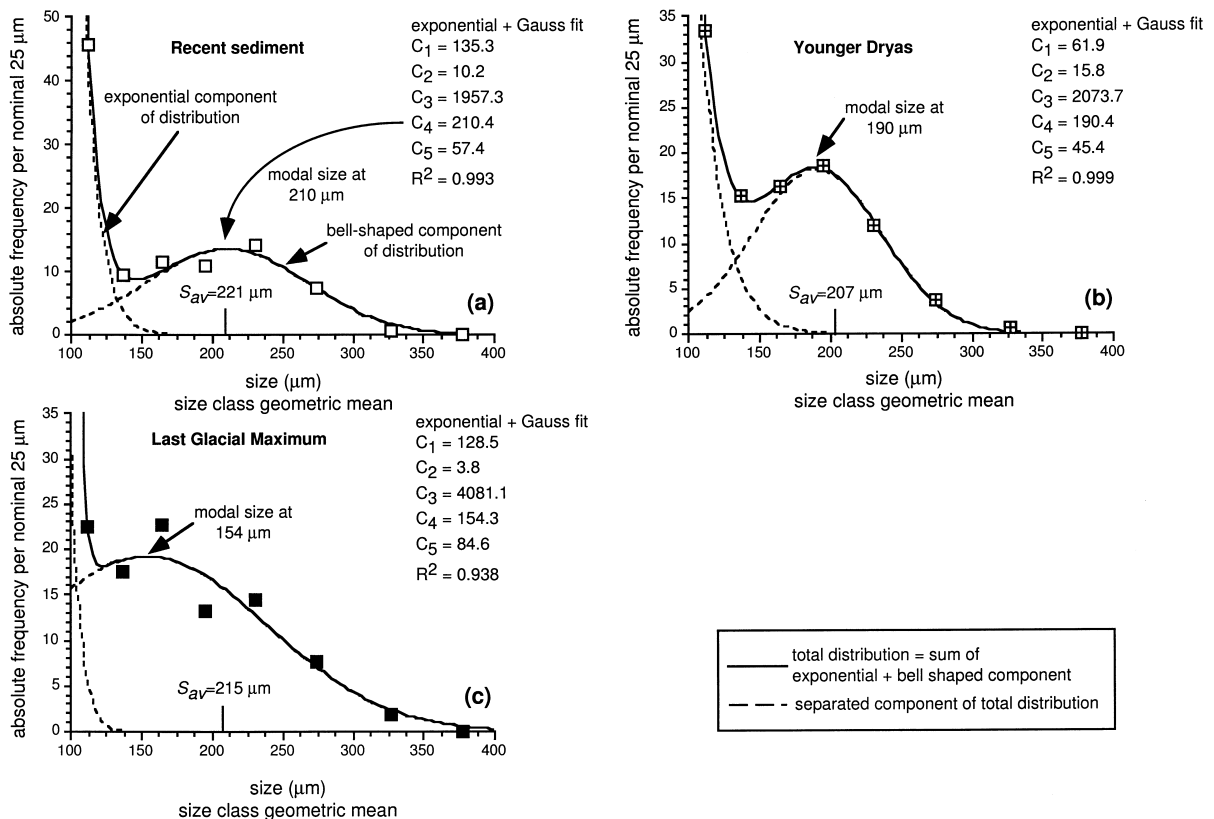 absolute frequency per nominal 25 μm
50
40
30
20
10
0
100
150
200
250
300
350
400
Recent sediment
exponential component
of distribution
modal size at
210 μm
bell-shaped component
of distribution
Sav=221 μm
(a)
exponential + Gauss fit
C1 = 135.3
C2 = 10.2
C3 = 1957.3
C4 = 210.4
C5 = 57.4
R2 = 0.993
size (μm)
size class geometric mean
absolute frequency per nominal 25 μm
35
30
25
20
15
10
5
0
100
150
200
250
300
350
400
Younger Dryas
modal size at
190 μm
Sav=207 μm
(b)
exponential + Gauss fit
C1 = 61.9
C2 = 15.8
C3 = 2073.7
C4 = 190.4
C5 = 45.4
R2 = 0.999
size (μm)
size class geometric mean
absolute frequency per nominal 25 μm
35
30
25
20
15
10
5
0
100
150
200
250
300
350
400
Last Glacial Maximum
modal size at
154 μm
Sav=215 μm
(c)
exponential + Gauss fit
C1 = 128.5
C2 = 3.8
C3 = 4081.1
C4 = 154.3
C5 = 84.6
R2 = 0.938
size (μm)
size class geometric mean
total distribution = sum of
exponential + bell shaped component
separated component of total distribution